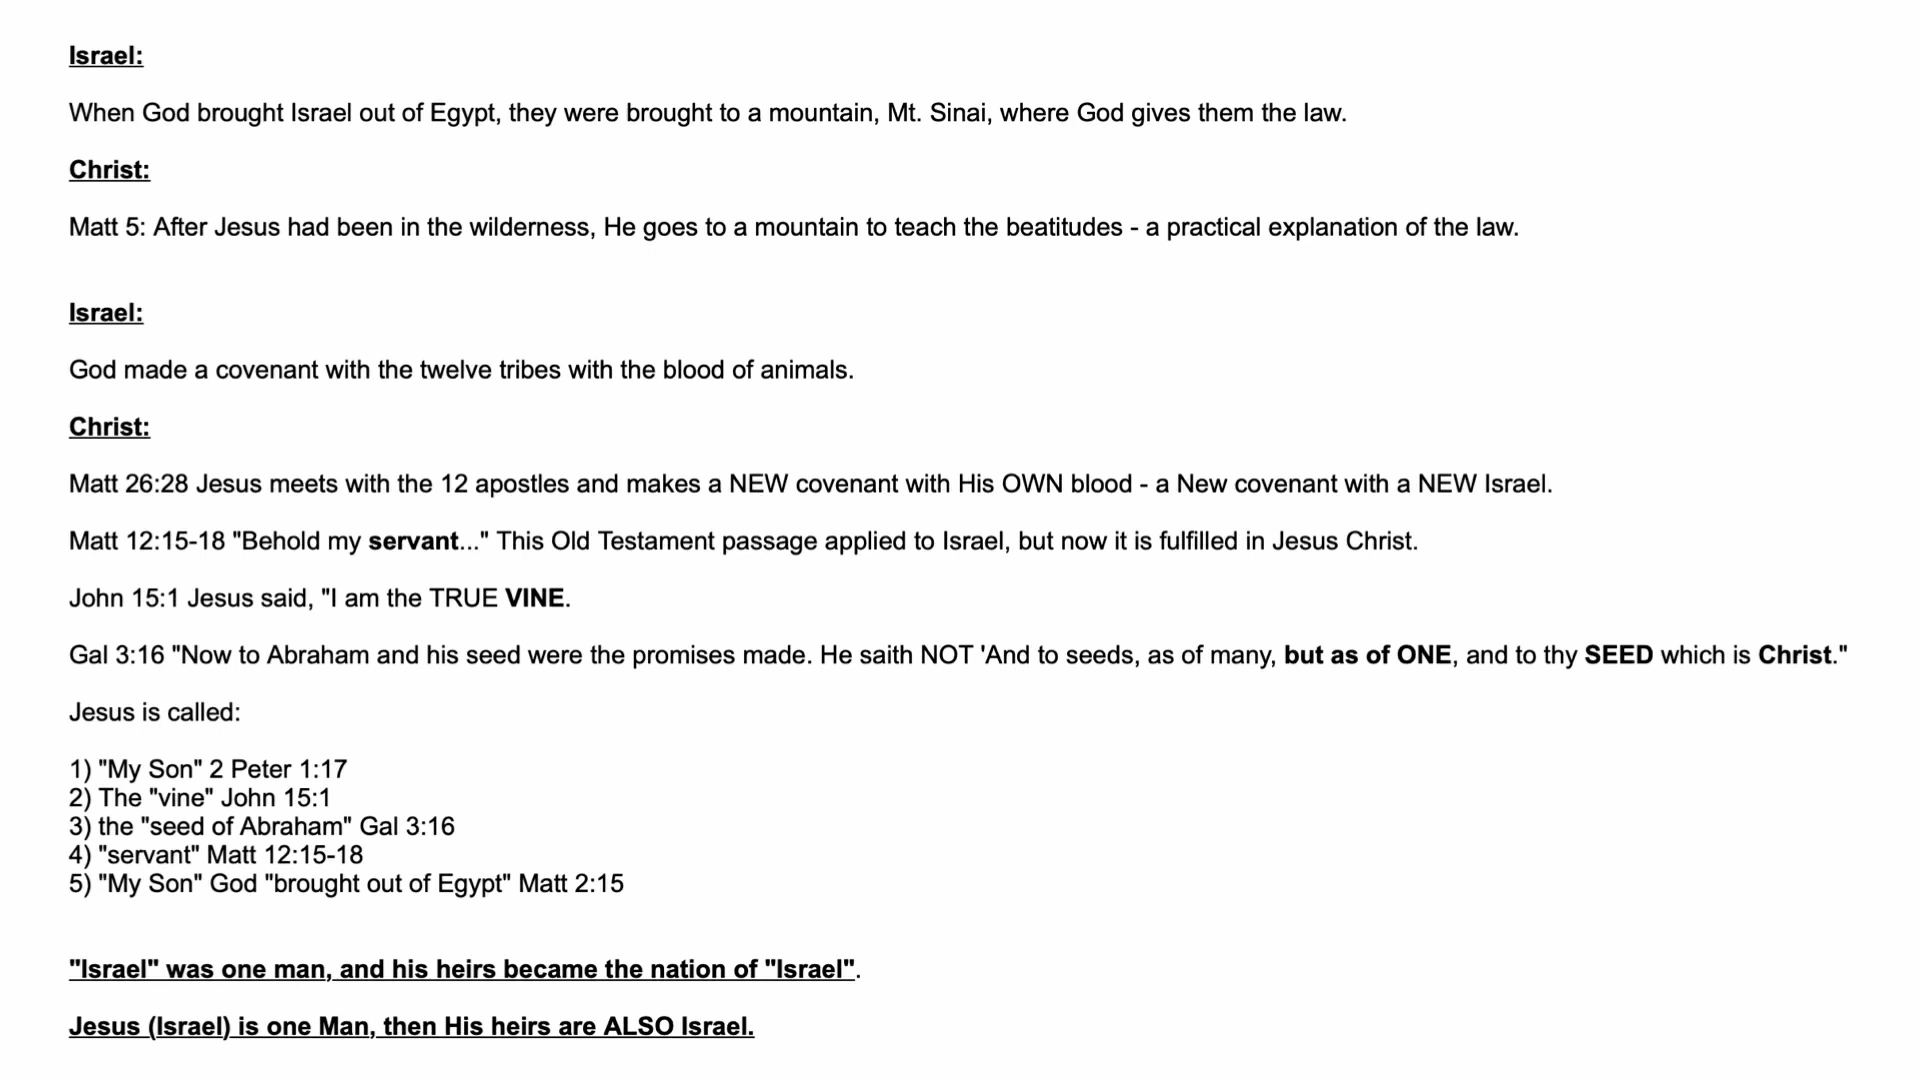 Israel:
When God brought Israel out of Egypt, they were brought to a mountain, Mt. Sinai, where God gives them the law.
Christ:
Matt 5: After Jesus had been in the wilderness, He goes to a mountain to teach the beatitudes - a practical explanation of the law.
Israel:
God made a covenant with the twelve tribes with the blood of animals.
Christ:
Matt 26:28 Jesus meets with the 12 apostles and makes a NEW covenant with His OWN blood - a New covenant with a NEW Israel.
Matt 12:15-18 "Behold my servant..." This Old Testament passage applied to Israel, but now it is fulfilled in Jesus Christ.
John 15:1 Jesus said, "I am the TRUE VINE.
Gal 3:16 "Now to Abraham and his seed were the promises made. He saith NOT 'And to seeds, as of many, but as of ONE, and to thy SEED which is Christ."
Jesus is called:
1) "My Son" 2 Peter 1:17
2) The "vine" John 15:1
3) the "seed of Abraham" Gal 3:16
4) "servant" Matt 12:15-18
5) "My Son" God "brought out of Egypt" Matt 2:15
"Israel" was one man, and his heirs became the nation of "Israel".
Jesus (Israel) is one Man, then His heirs are ALSO Israel.